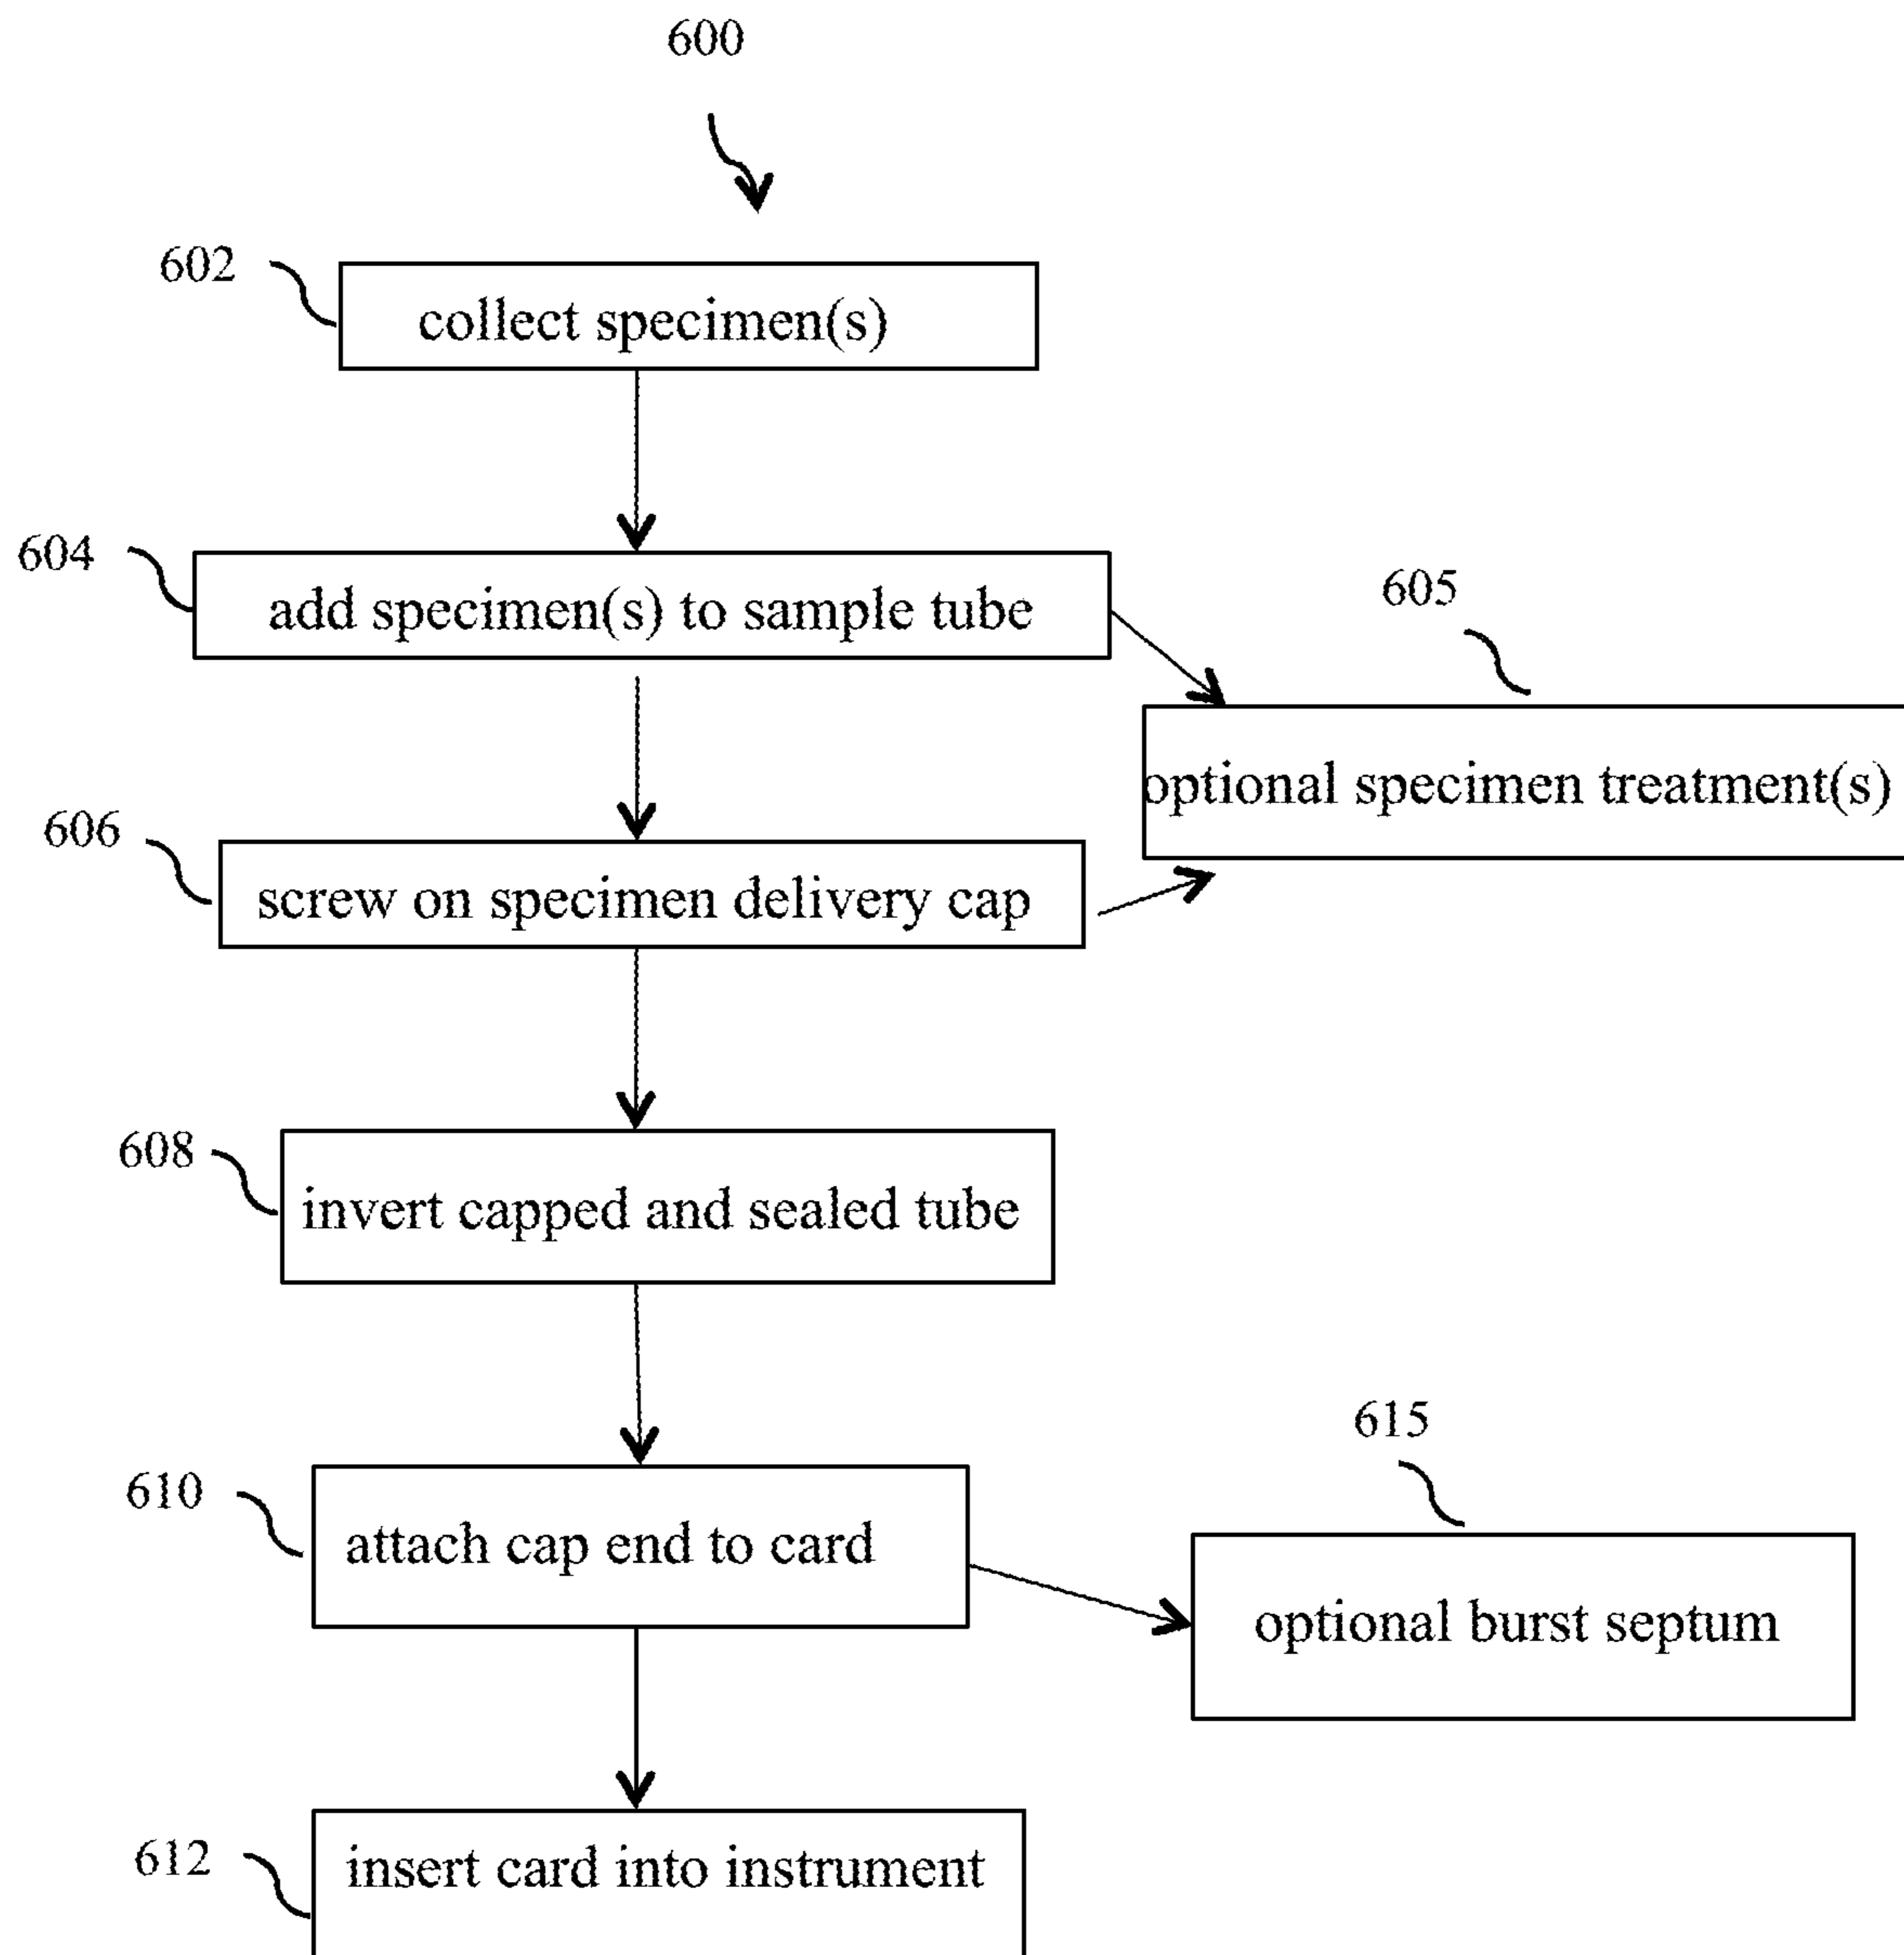 600
602
collect specimen(s)
604
add specimen(s) to sample tube
605
optional specimen treatment(s)
606
screw on specimen delivery cap
608
invert capped and sealed tube
610
attach cap end to card
615
optional burst septum
612
insert card into instrument